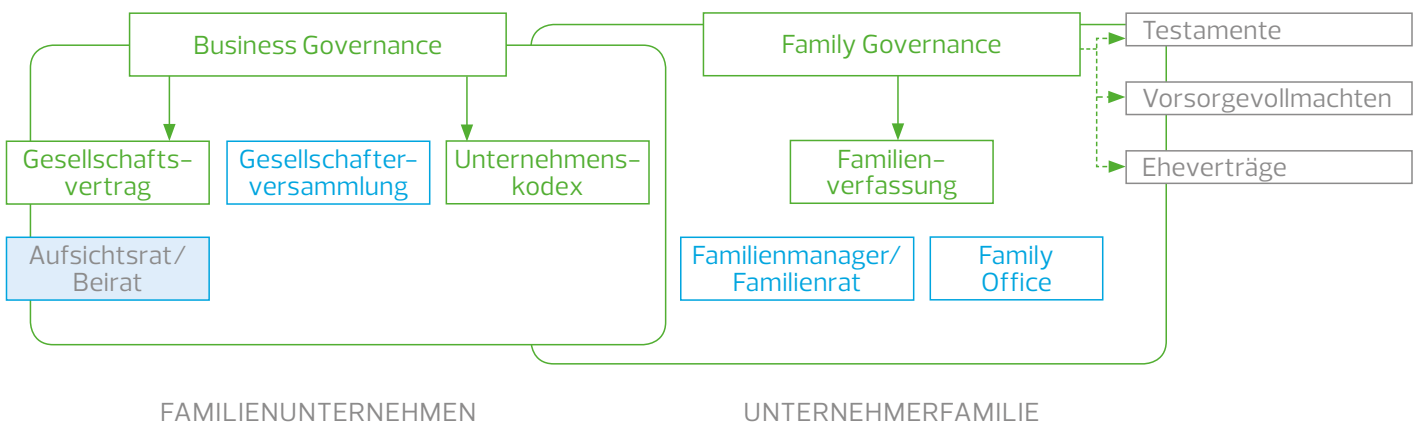 Business Governance
Family Governance
Testamente
Vorsorgevollmachten
Eheverträge
Gesellschafts-
vertrag
Gesellschafter-
versammlung
Unternehmens-
kodex
Familien-
verfassung
Aufsichtsrat/
Beirat
Familienmanager/
Familienrat
Family
Office
FAMILIENUNTERNEHMEN
UNTERNEHMERFAMILIE